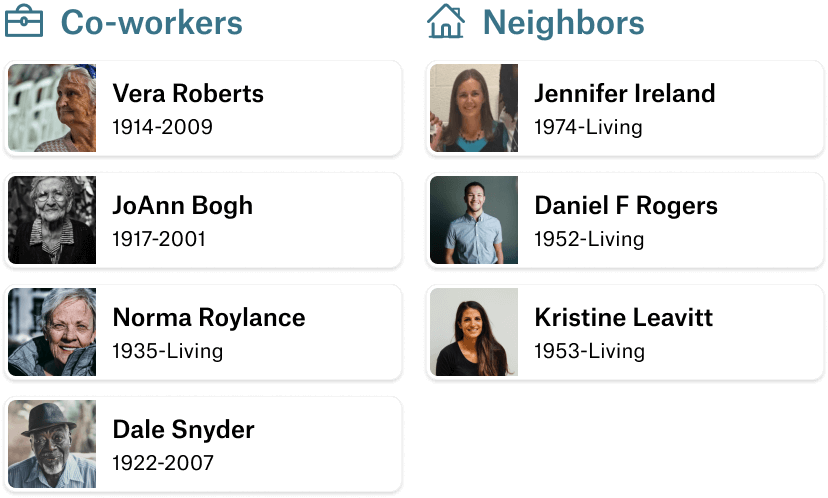 Co-workers
Vera Roberts
1914-2009
JoAnn Bogh
1917-2001
Norma Roylance
1935-Living
Dale Snyder
1922-2007
Neighbors
Jennifer Ireland
1974-Living
Daniel F Rogers
1952-Living
Kristine Leavitt
1953-Living